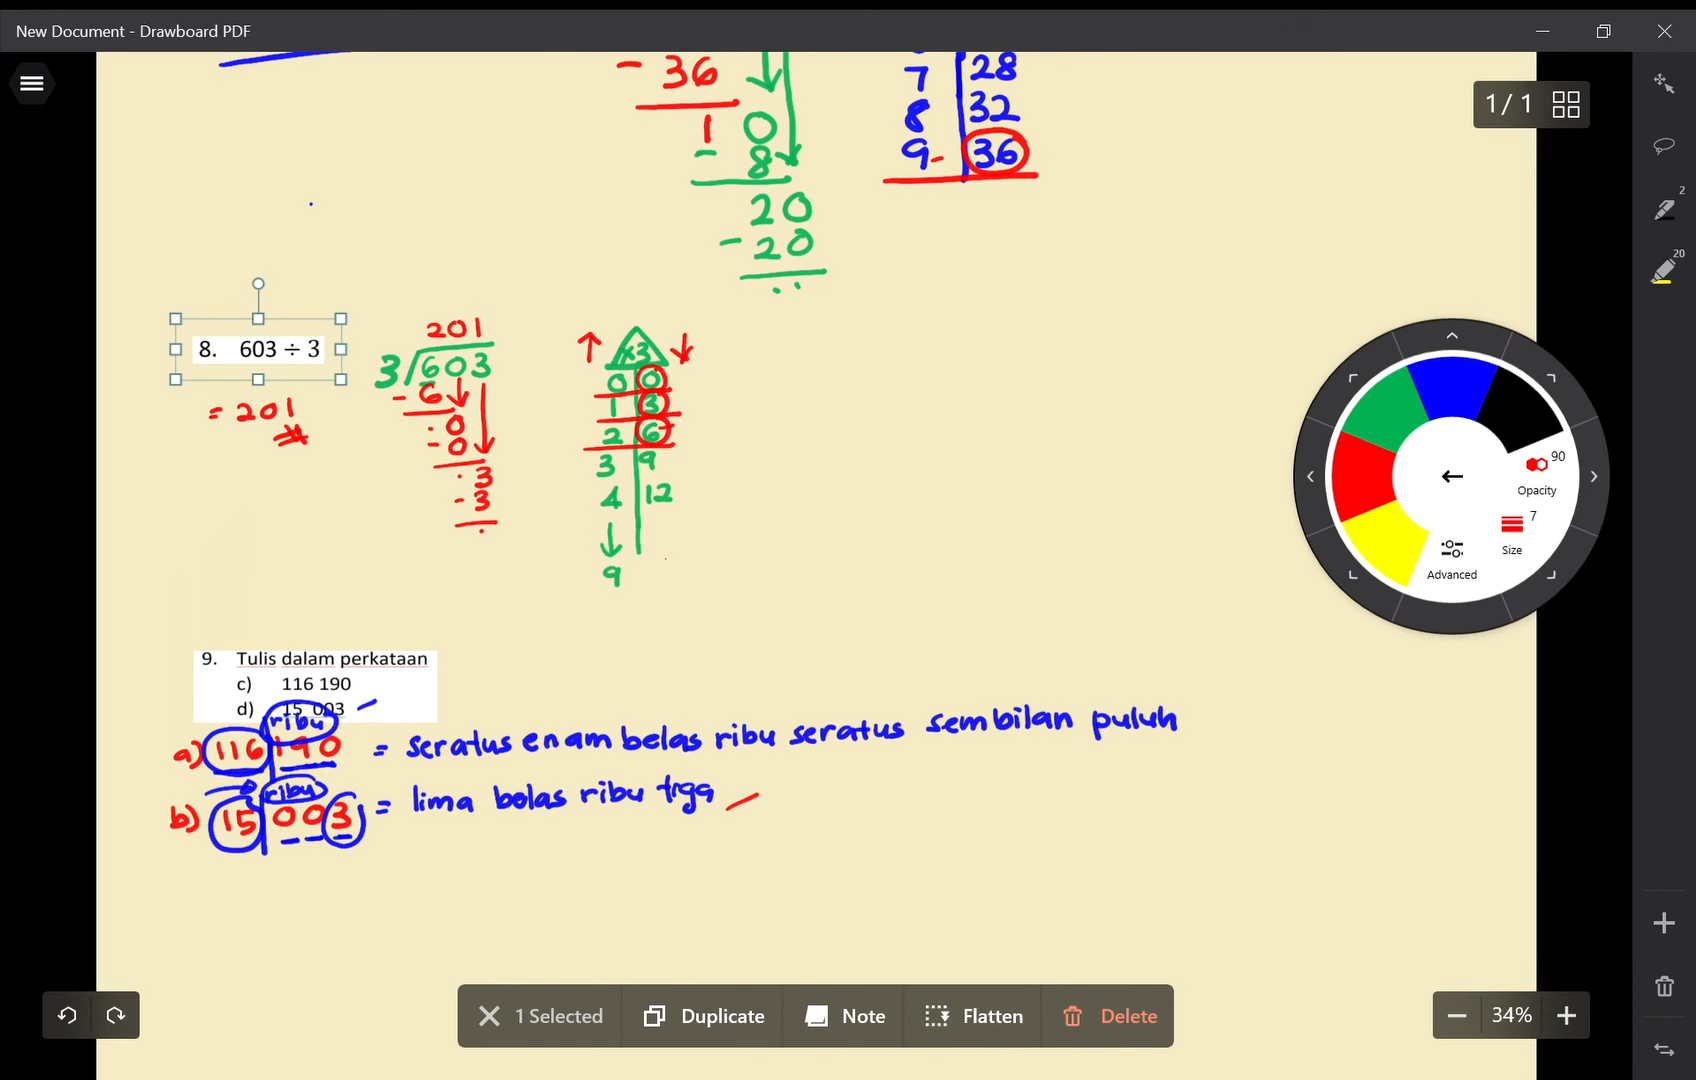 New Document - Drawboard PDF
1 / 1
- 36
1 0
- 8
20
- 20
7 28
8 32
9 - 36
8. 603 ÷ 3
= 201
201
3 603
- 6
0
- 0
3
- 3
x3
0 0
1 3
2 6
3 9
4 12
9
9. Tulis dalam perkataan
c) 116 190
d) 15 003
ribu
a) 116 190 = seratus enam belas ribu seratus sembilan puluh
ribu
b) 15 003 = lima belas ribu tiga
2
20
90
Opacity
7
Size
Advanced
1 Selected
Duplicate
Note
Flatten
Delete
34%